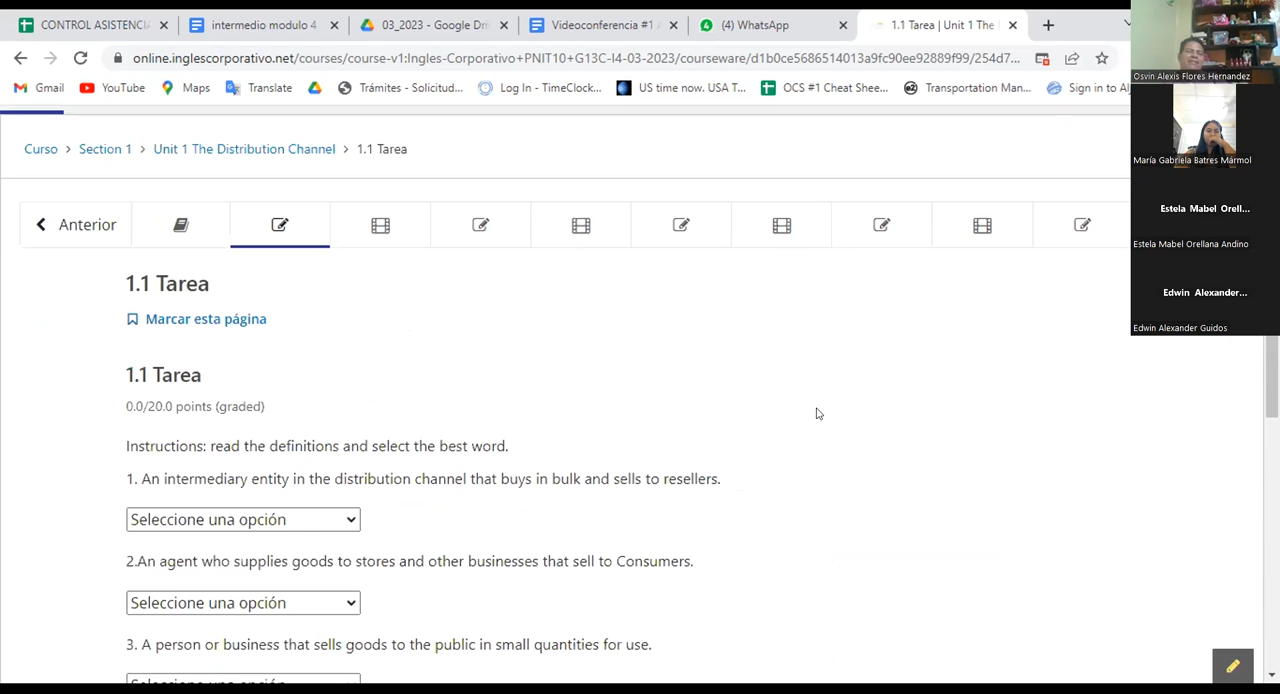 CONTROL ASISTENCI
intermedio modulo 4
03_2023 - Google Dri
Videoconferencia #1
(4) WhatsApp
1.1 Tarea | Unit 1 The
online.inglescorporativo.net/courses/course-v1:Ingles-Corporativo+PNIT10+G13C-I4-03-2023/courseware/d1b0ce5686514013a9fc90ee92889f99/254d7...
Gmail
YouTube
Maps
Translate
Trámites - Solicitud...
Log In - TimeClock...
US time now. USA T...
OCS #1 Cheat Shee...
Transportation Man...
Sign in to
Osvin Alexis Flores Hernandez
María Gabriela Batres Mármol
Estela Mabel Orell...
Estela Mabel Orellana Andino
Edwin Alexander...
Edwin Alexander Guidos
Curso > Section 1 > Unit 1 The Distribution Channel > 1.1 Tarea
Anterior
1.1 Tarea
Marcar esta página
1.1 Tarea
0.0/20.0 points (graded)
Instructions: read the definitions and select the best word.
1. An intermediary entity in the distribution channel that buys in bulk and sells to resellers.
Seleccione una opción
2.An agent who supplies goods to stores and other businesses that sell to Consumers.
Seleccione una opción
3. A person or business that sells goods to the public in small quantities for use.
Seleccione una opción